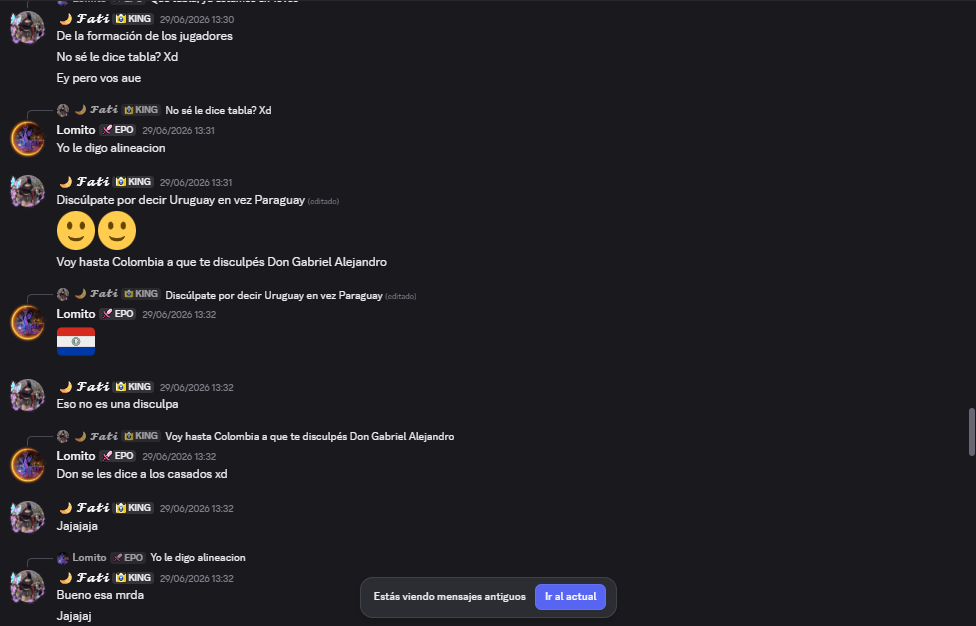 Fati KING 29/06/2026 13:30
De la formación de los jugadores
No sé le dice tabla? Xd
Ey pero vos aue
Fati KING No sé le dice tabla? Xd
Lomito EPO 29/06/2026 13:31
Yo le digo alineacion
Fati KING 29/06/2026 13:31
Discúlpate por decir Uruguay en vez Paraguay (editado)
Voy hasta Colombia a que te disculpés Don Gabriel Alejandro
Fati KING Discúlpate por decir Uruguay en vez Paraguay (editado)
Lomito EPO 29/06/2026 13:32
Fati KING 29/06/2026 13:32
Eso no es una disculpa
Fati KING Voy hasta Colombia a que te disculpés Don Gabriel Alejandro
Lomito EPO 29/06/2026 13:32
Don se les dice a los casados xd
Fati KING 29/06/2026 13:32
Jajajaja
Lomito EPO Yo le digo alineacion
Fati KING 29/06/2026 13:32
Bueno esa mrda
Jajajaj
Estás viendo mensajes antiguos Ir al actual